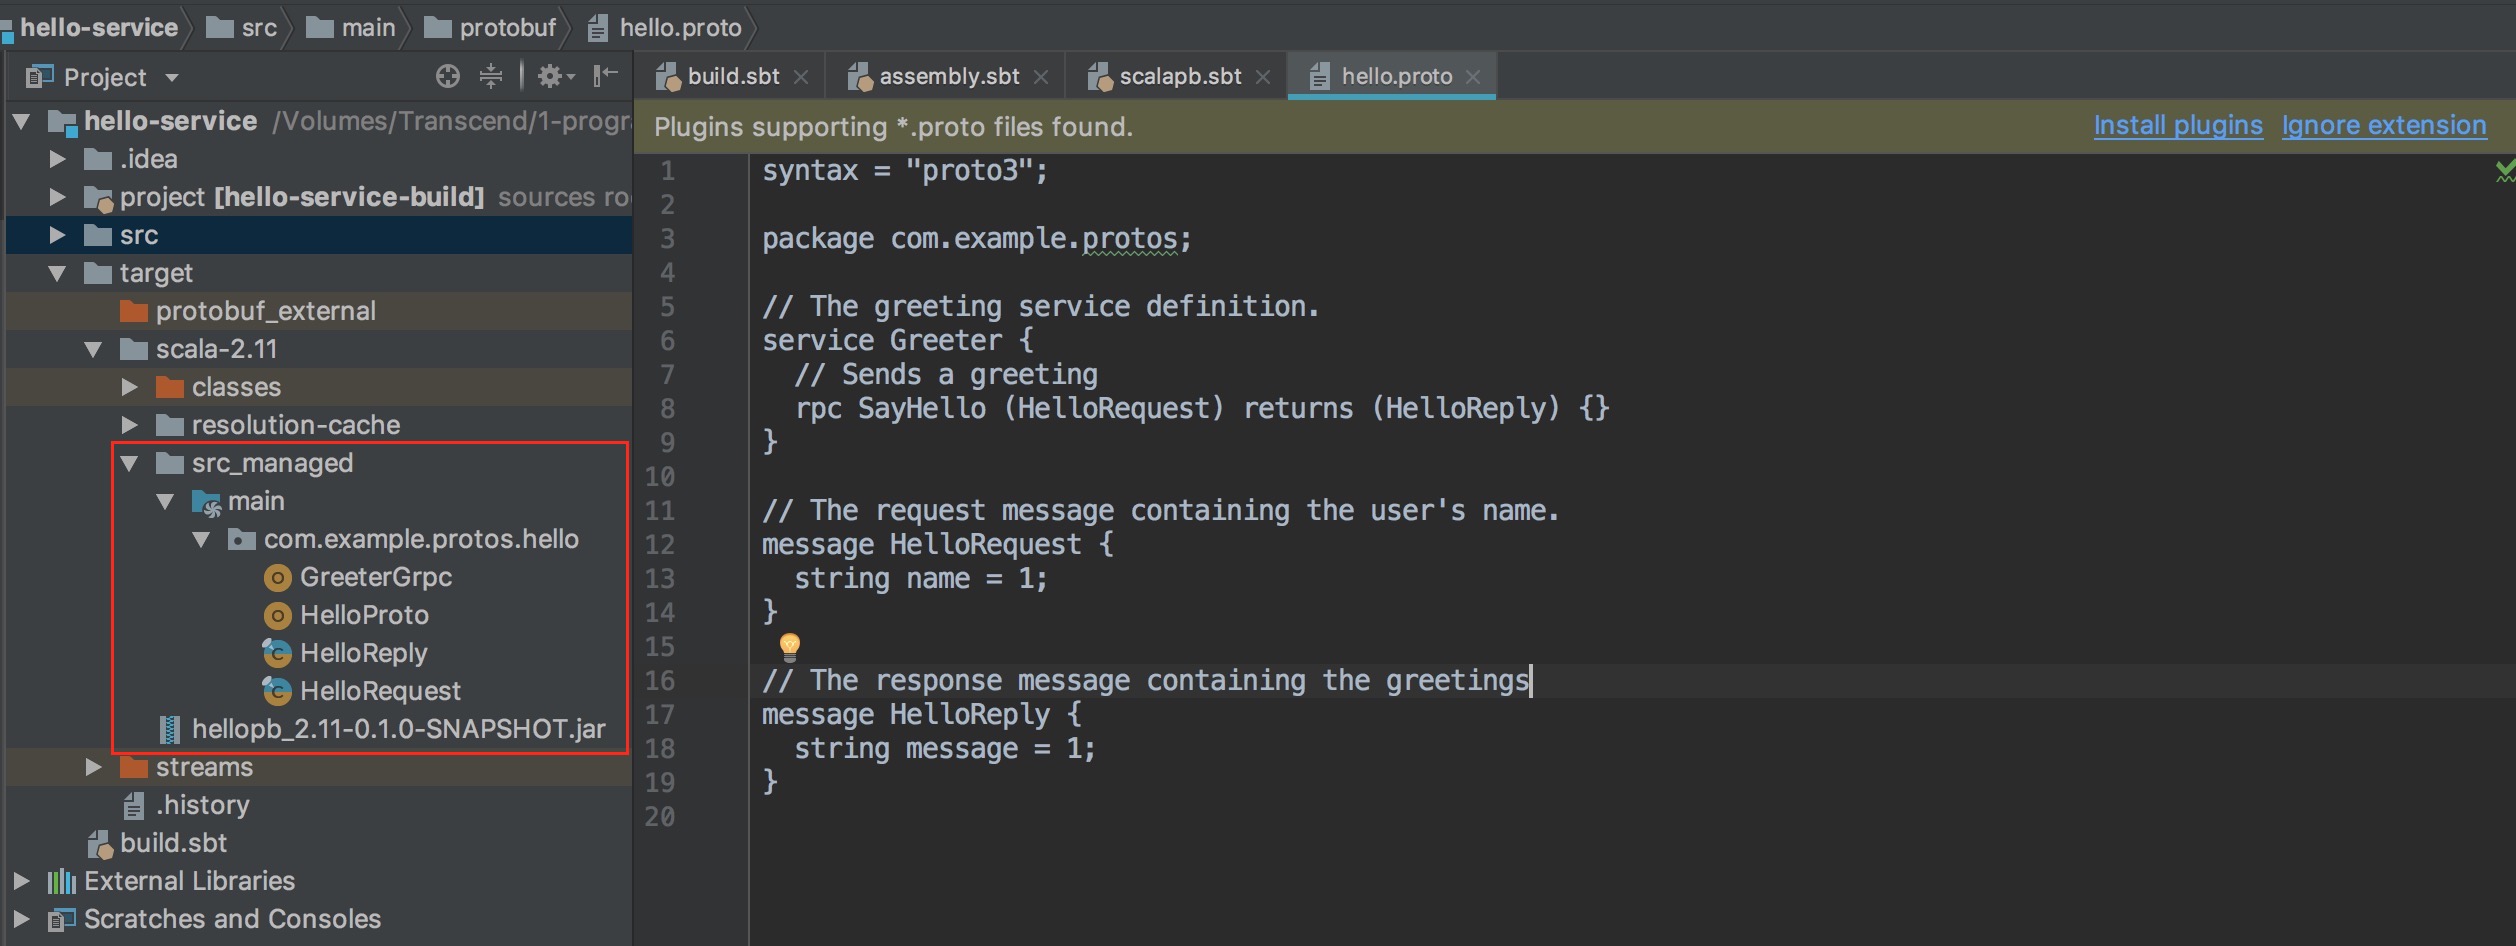 hello-service src main protobuf hello.proto
Project
hello-service /Volumes/Transcend/1-progr
.idea
project [hello-service-build] sources ro
src
target
protobuf_external
scala-2.11
classes
resolution-cache
src_managed
main
com.example.protos.hello
GreeterGrpc
HelloProto
HelloReply
HelloRequest
hellopb_2.11-0.1.0-SNAPSHOT.jar
streams
.history
build.sbt
External Libraries
Scratches and Consoles
build.sbt assembly.sbt scalapb.sbt hello.proto
Plugins supporting *.proto files found. Install plugins Ignore extension
1 syntax = "proto3";
2
3 package com.example.protos;
4
5 // The greeting service definition.
6 service Greeter {
7   // Sends a greeting
8   rpc SayHello (HelloRequest) returns (HelloReply) {}
9 }
10
11 // The request message containing the user's name.
12 message HelloRequest {
13   string name = 1;
14 }
15
16 // The response message containing the greetings
17 message HelloReply {
18   string message = 1;
19 }
20